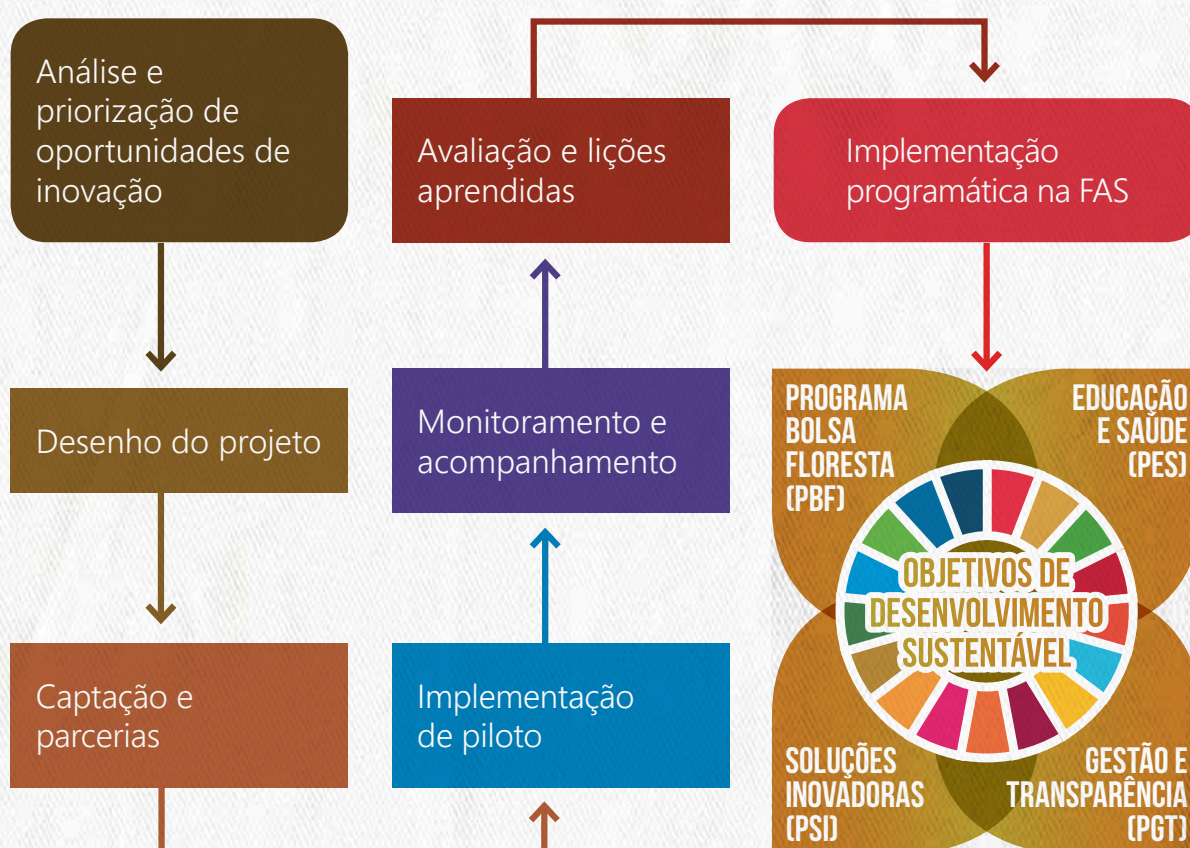 Análise e
priorização de
oportunidades de
inovação
Desenho do projeto
Captação e
parcerias
Implementação
de piloto
Monitoramento e
acompanhamento
Avaliação e lições
aprendidas
Implementação
programática na FAS
PROGRAMA
BOLSA
FLORESTA
(PBF)
EDUCAÇÃO
E SAÚDE
(PES)
OBJETIVOS DE
DESENVOLVIMENTO
SUSTENTÁVEL
SOLUÇÕES
INOVADORAS
(PSI)
GESTÃO E
TRANSPARÊNCIA
(PGT)